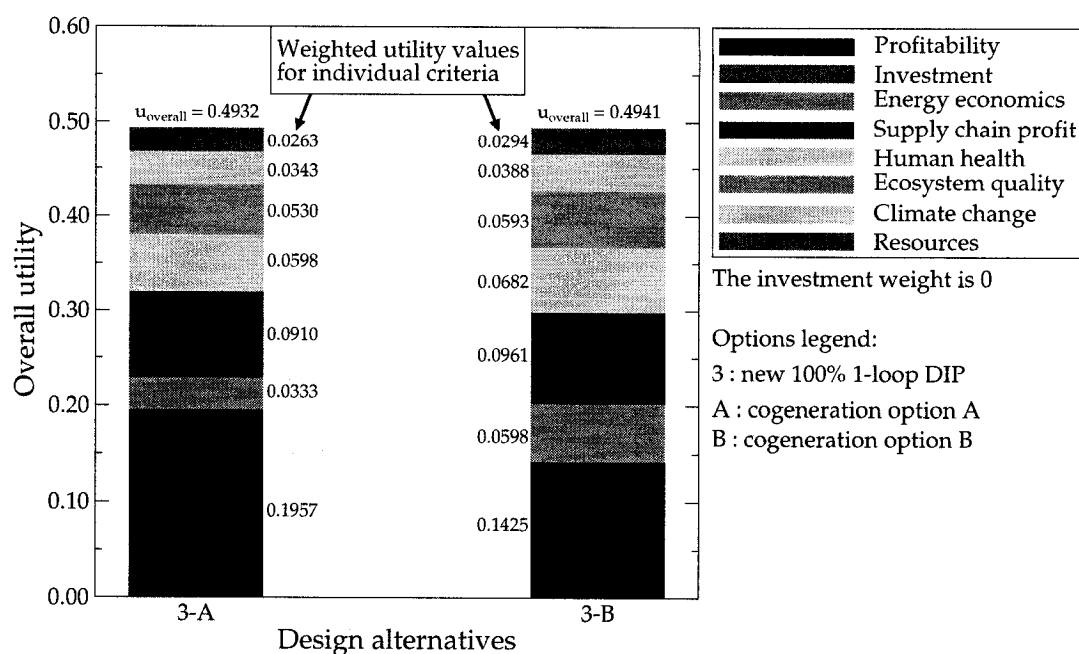 0.60
0.50
0.40
0.30
0.20
0.10
0.00
Overall utility
Weighted utility values
for individual criteria
u_overall = 0.4932
0.0263
0.0343
0.0530
0.0598
0.0910
0.0333
0.1957
u_overall = 0.4941
0.0294
0.0388
0.0593
0.0682
0.0961
0.0598
0.1425
3-A
3-B
Design alternatives
Profitability
Investment
Energy economics
Supply chain profit
Human health
Ecosystem quality
Climate change
Resources
The investment weight is 0
Options legend:
3 : new 100% 1-loop DIP
A : cogeneration option A
B : cogeneration option B